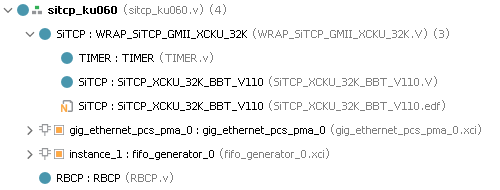 sitcp_ku060 (sitcp_ku060.v) (4)
SiTCP : WRAP_SiTCP_GMII_XCKU_32K (WRAP_SiTCP_GMII_XCKU_32K.V) (3)
TIMER : TIMER (TIMER.v)
SiTCP : SiTCP_XCKU_32K_BBT_V110 (SiTCP_XCKU_32K_BBT_V110.V)
SiTCP : SiTCP_XCKU_32K_BBT_V110 (SiTCP_XCKU_32K_BBT_V110.edf)
gig_ethernet_pcs_pma_0 : gig_ethernet_pcs_pma_0 (gig_ethernet_pcs_pma_0.xci)
instance_1 : fifo_generator_0 (fifo_generator_0.xci)
RBCP : RBCP (RBCP.v)